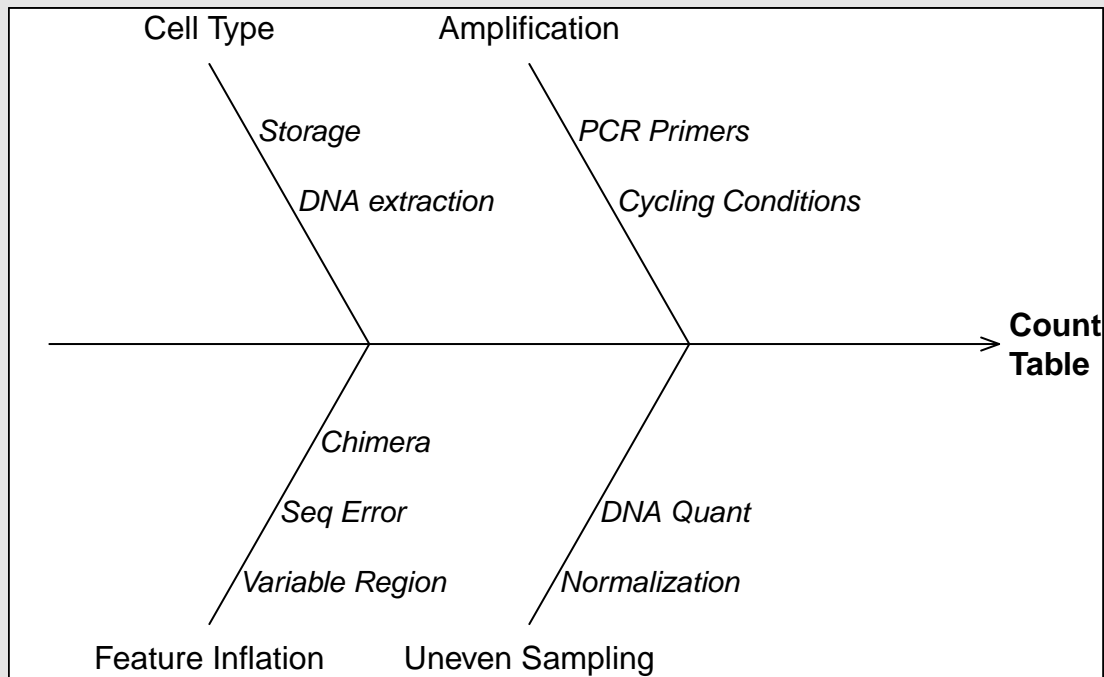 Cell Type
Amplification
Storage
PCR Primers
DNA extraction
Cycling Conditions
Count
Table
Chimera
Seq Error
DNA Quant
Variable Region
Normalization
Feature Inflation
Uneven Sampling